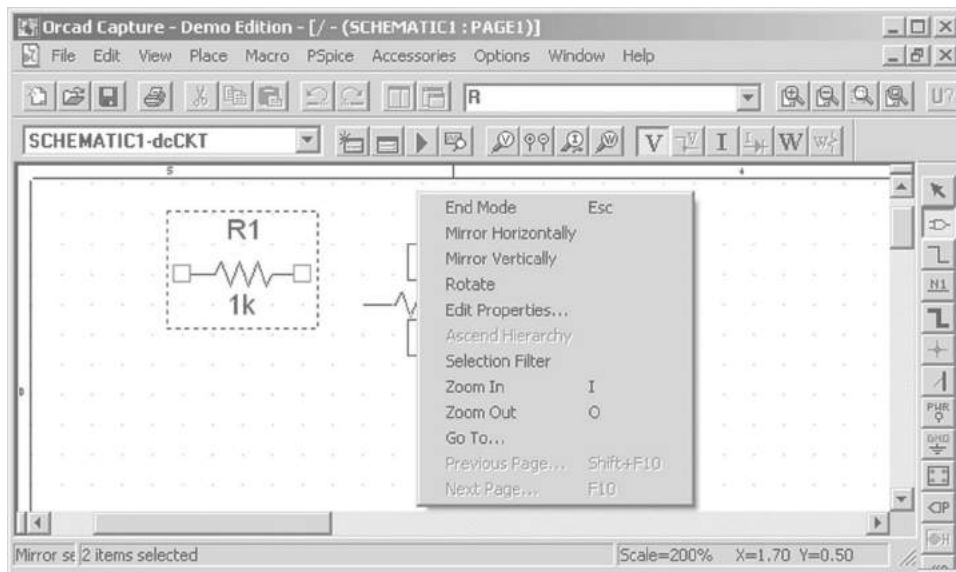 Orcad Capture - Demo Edition - [/ - (SCHEMATIC1 : PAGE1)]
File Edit View Place Macro PSpice Accessories Options Window Help
R
U?
SCHEMATIC1-dcCKT
V V I I W W
5 4
R1
1k
D
End Mode Esc
Mirror Horizontally
Mirror Vertically
Rotate
Edit Properties...
Ascend Hierarchy
Selection Filter
Zoom In I
Zoom Out O
Go To...
Previous Page... Shift+F10
Next Page... F10
N1
PWR
GND
Mirror se 2 items selected Scale=200% X=1.70 Y=0.50